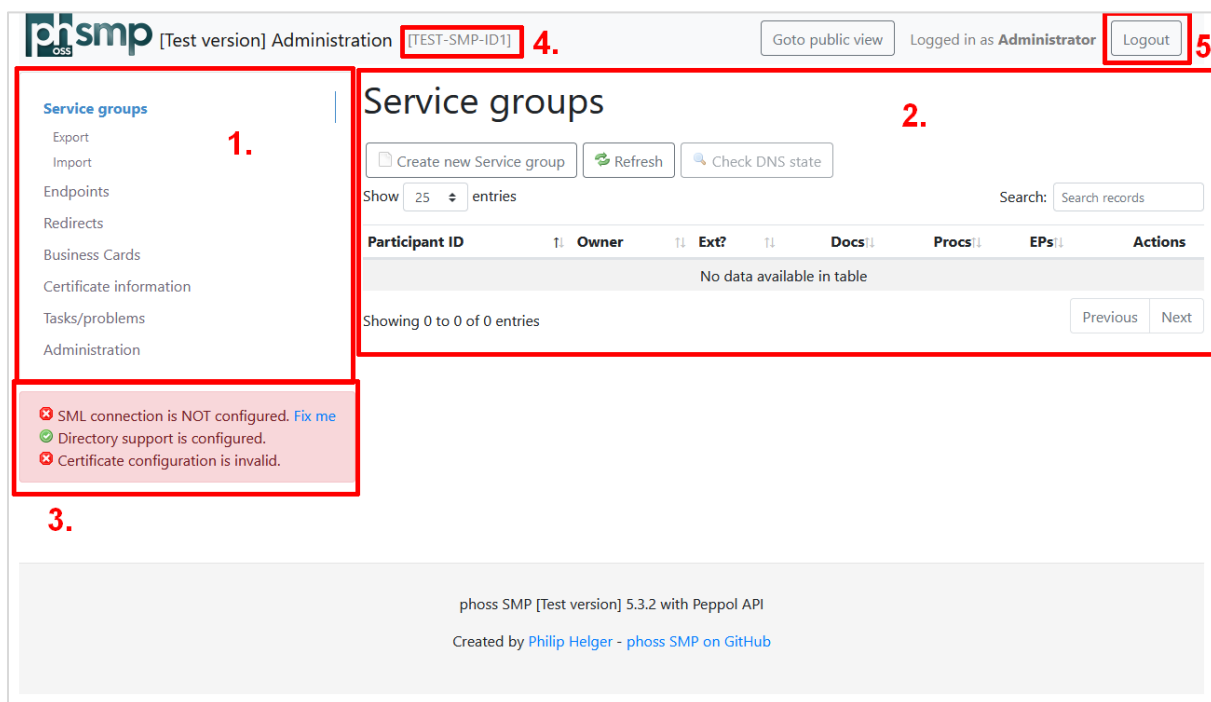 ph smp [Test version] Administration [TEST-SMP-ID1] 4. Goto public view Logged in as Administrator Logout 5
oss
Service groups
Export
Import
1.
Endpoints
Redirects
Business Cards
Certificate information
Tasks/problems
Administration
Service groups
2.
Create new Service group Refresh Check DNS state
Show 25 entries Search: Search records
Participant ID Owner Ext? Docs Procs EPs Actions
No data available in table
Showing 0 to 0 of 0 entries Previous Next
SML connection is NOT configured. Fix me
Directory support is configured.
Certificate configuration is invalid.
3.
phoss SMP [Test version] 5.3.2 with Peppol API
Created by Philip Helger - phoss SMP on GitHub